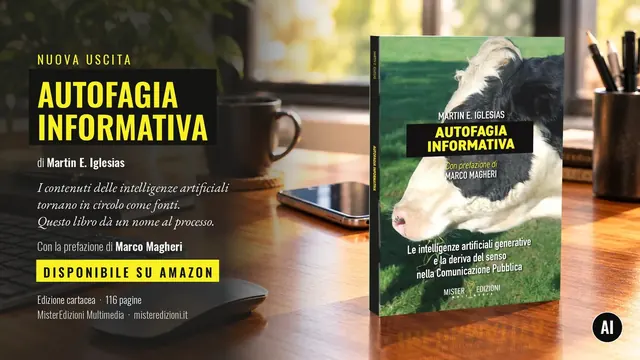 NUOVA USCITA
AUTOFAGIA
INFORMATIVA
di Martin E. Iglesias
I contenuti delle intelligenze artificiali
tornano in circolo come fonti.
Questo libro dà un nome al processo.
Con la prefazione di Marco Magheri
DISPONIBILE SU AMAZON
Edizione cartacea · 116 pagine
MisterEdizioni Multimedia · misteredizioni.it
AUTOFAGIA INFORMATIVA
MARTIN E. IGLESIAS
AUTOFAGIA
INFORMATIVA
Con prefazione di
MARCO MAGHERI
Le intelligenze artificiali generative
e la deriva del senso
nella Comunicazione Pubblica
MISTER EDIZIONI
AI